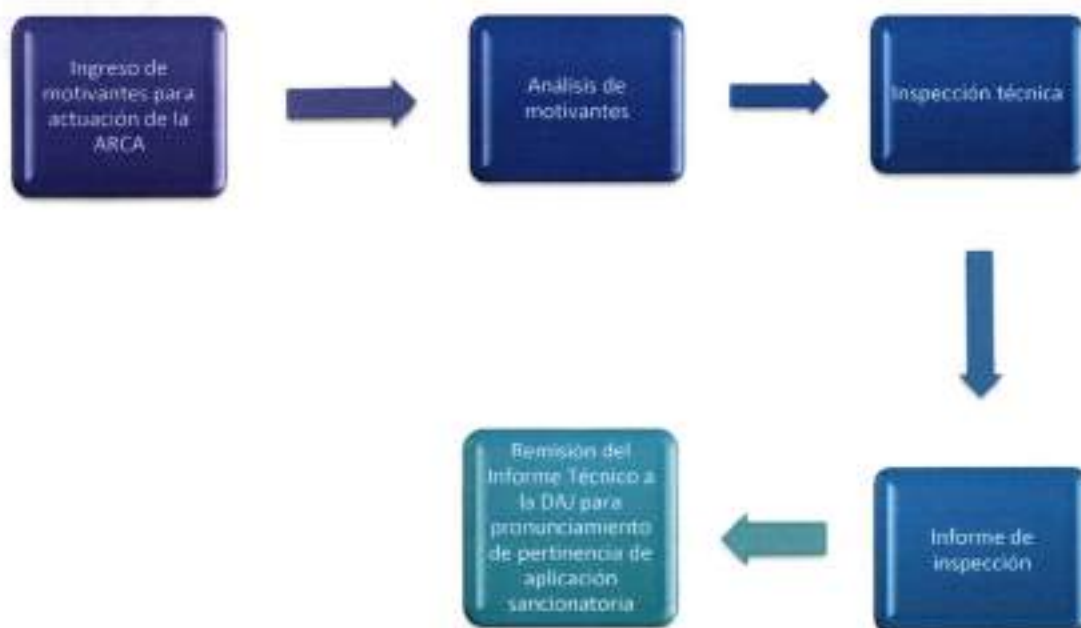 Ingreso de
motivantes para
actuación de la
ARCA
Análisis de
motivantes
Inspección técnica
Informe de
inspección
Remisión del
Informe Técnico a
la DAJ para
pronunciamiento
de pertinencia de
aplicación
sancionatoria